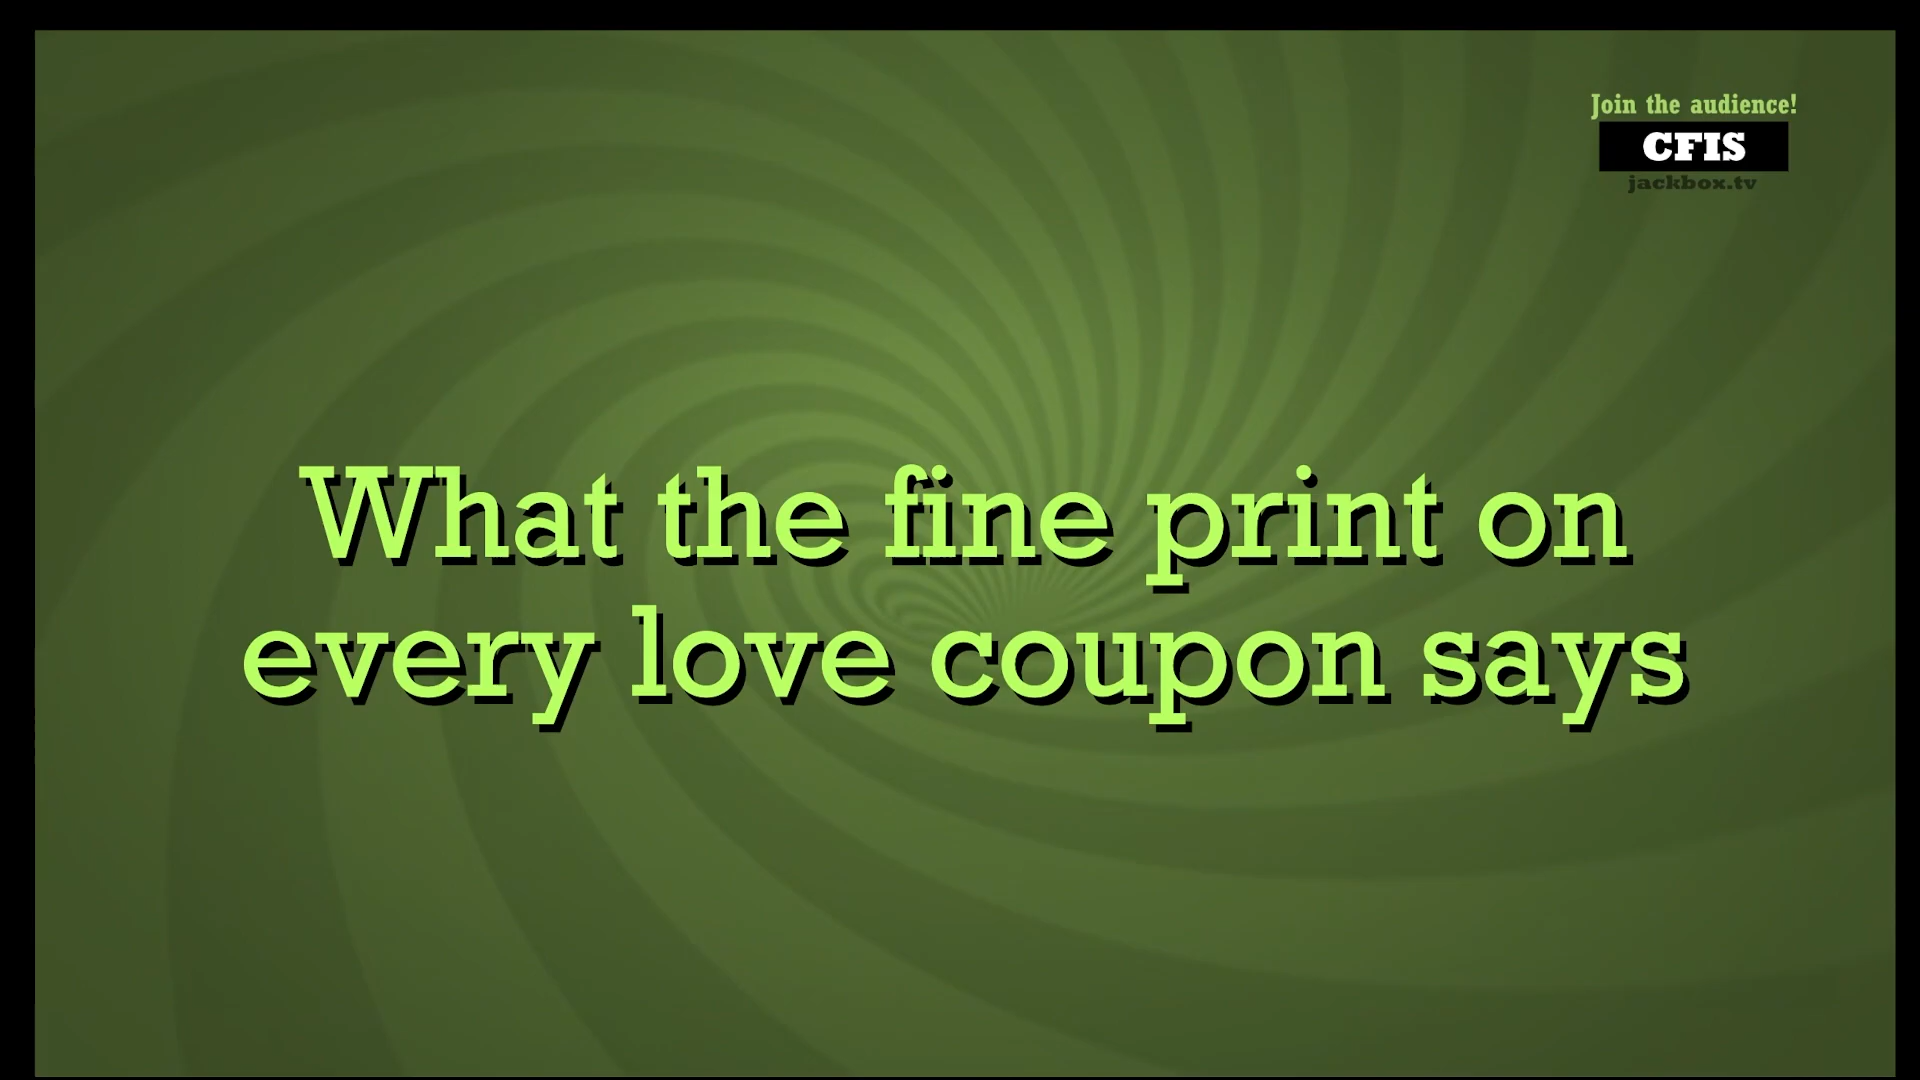 Join the audience!
CFIS
jackbox.tv
What the fine print on
every love coupon says